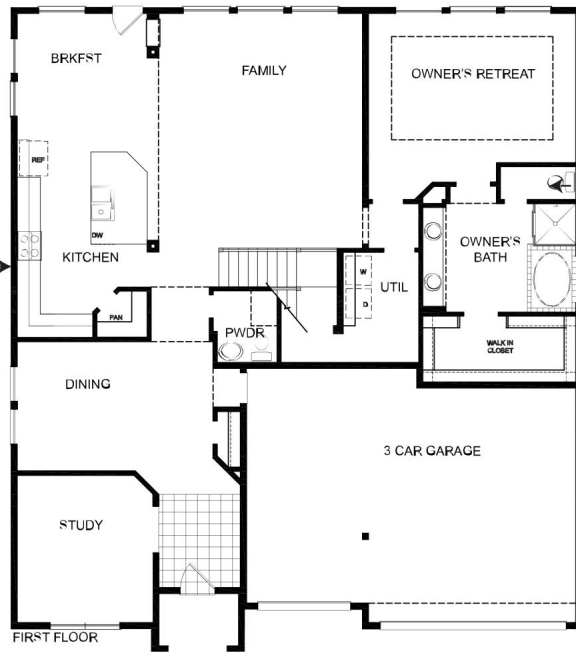 BRKFST
FAMILY
OWNER'S RETREAT
REF
DW
KITCHEN
OWNER'S
BATH
W
D
UTIL
PAN
PWDR
WALK IN
CLOSET
DINING
3 CAR GARAGE
STUDY
FIRST FLOOR